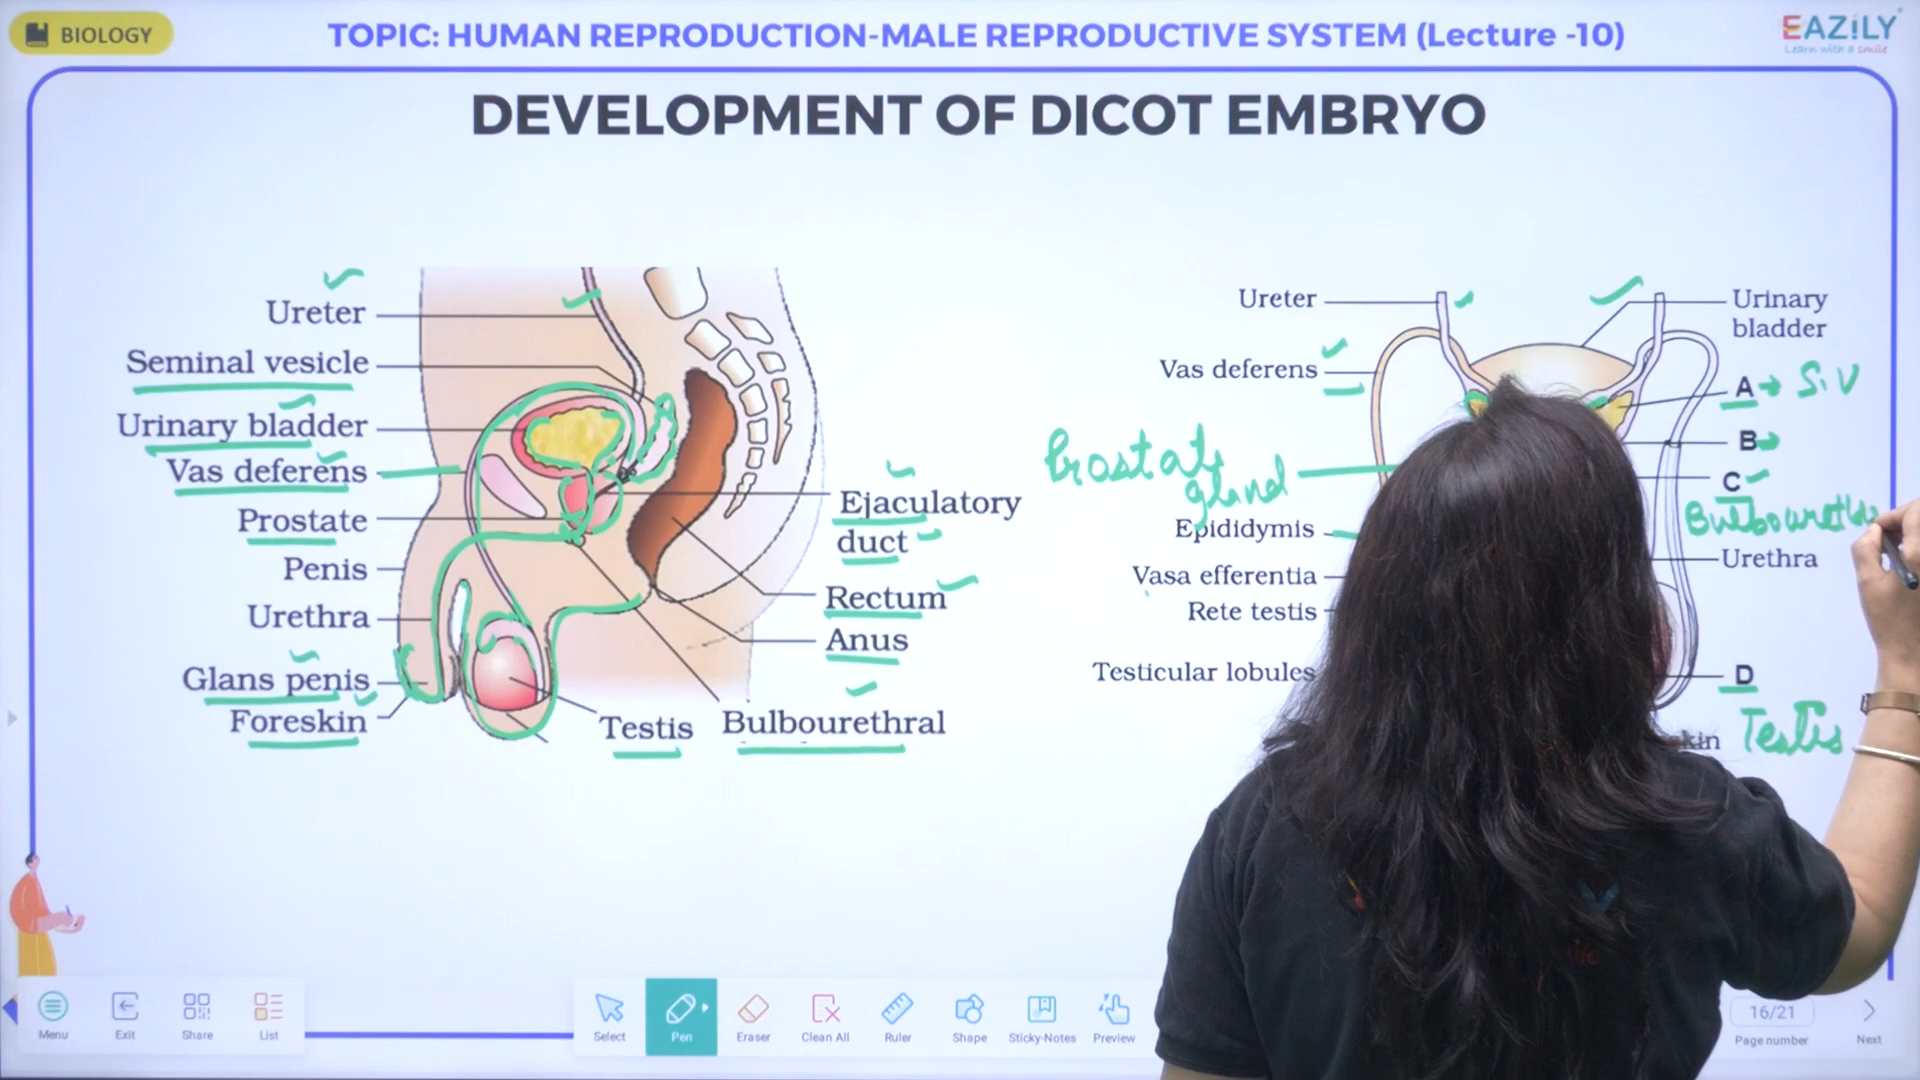 BIOLOGY
TOPIC: HUMAN REPRODUCTION-MALE REPRODUCTIVE SYSTEM (Lecture -10)
EAZiLY
Learn with a smile
DEVELOPMENT OF DICOT EMBRYO
Ureter
Seminal vesicle
Urinary bladder
Vas deferens
Prostate
Penis
Urethra
Glans penis
Foreskin
Testis
Bulbourethral
Ejaculatory
duct
Rectum
Anus
Ureter
Vas deferens
Prostate
gland
Epididymis
Vasa efferentia
Rete testis
Testicular lobules
Urinary
bladder
A → S.V
B
C
Urethra
D
Testis
Menu
Exit
Share
List
Select
Pen
Eraser
Clean All
Ruler
Shape
Sticky-Notes
Preview
16/21
Page number
Next